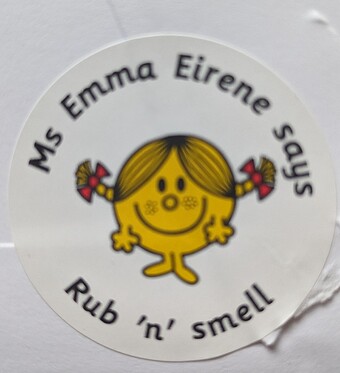 Ms Emma Eirene says
Rub 'n' smell